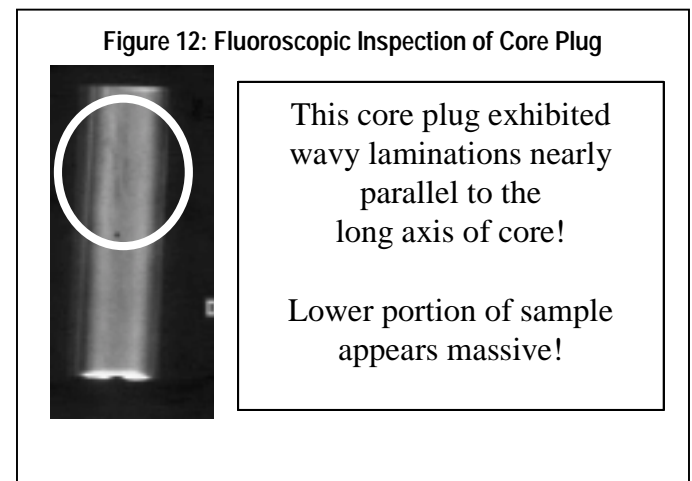 Figure 12: Fluoroscopic Inspection of Core Plug
This core plug exhibited
wavy laminations nearly
parallel to the
long axis of core!
Lower portion of sample
appears massive!